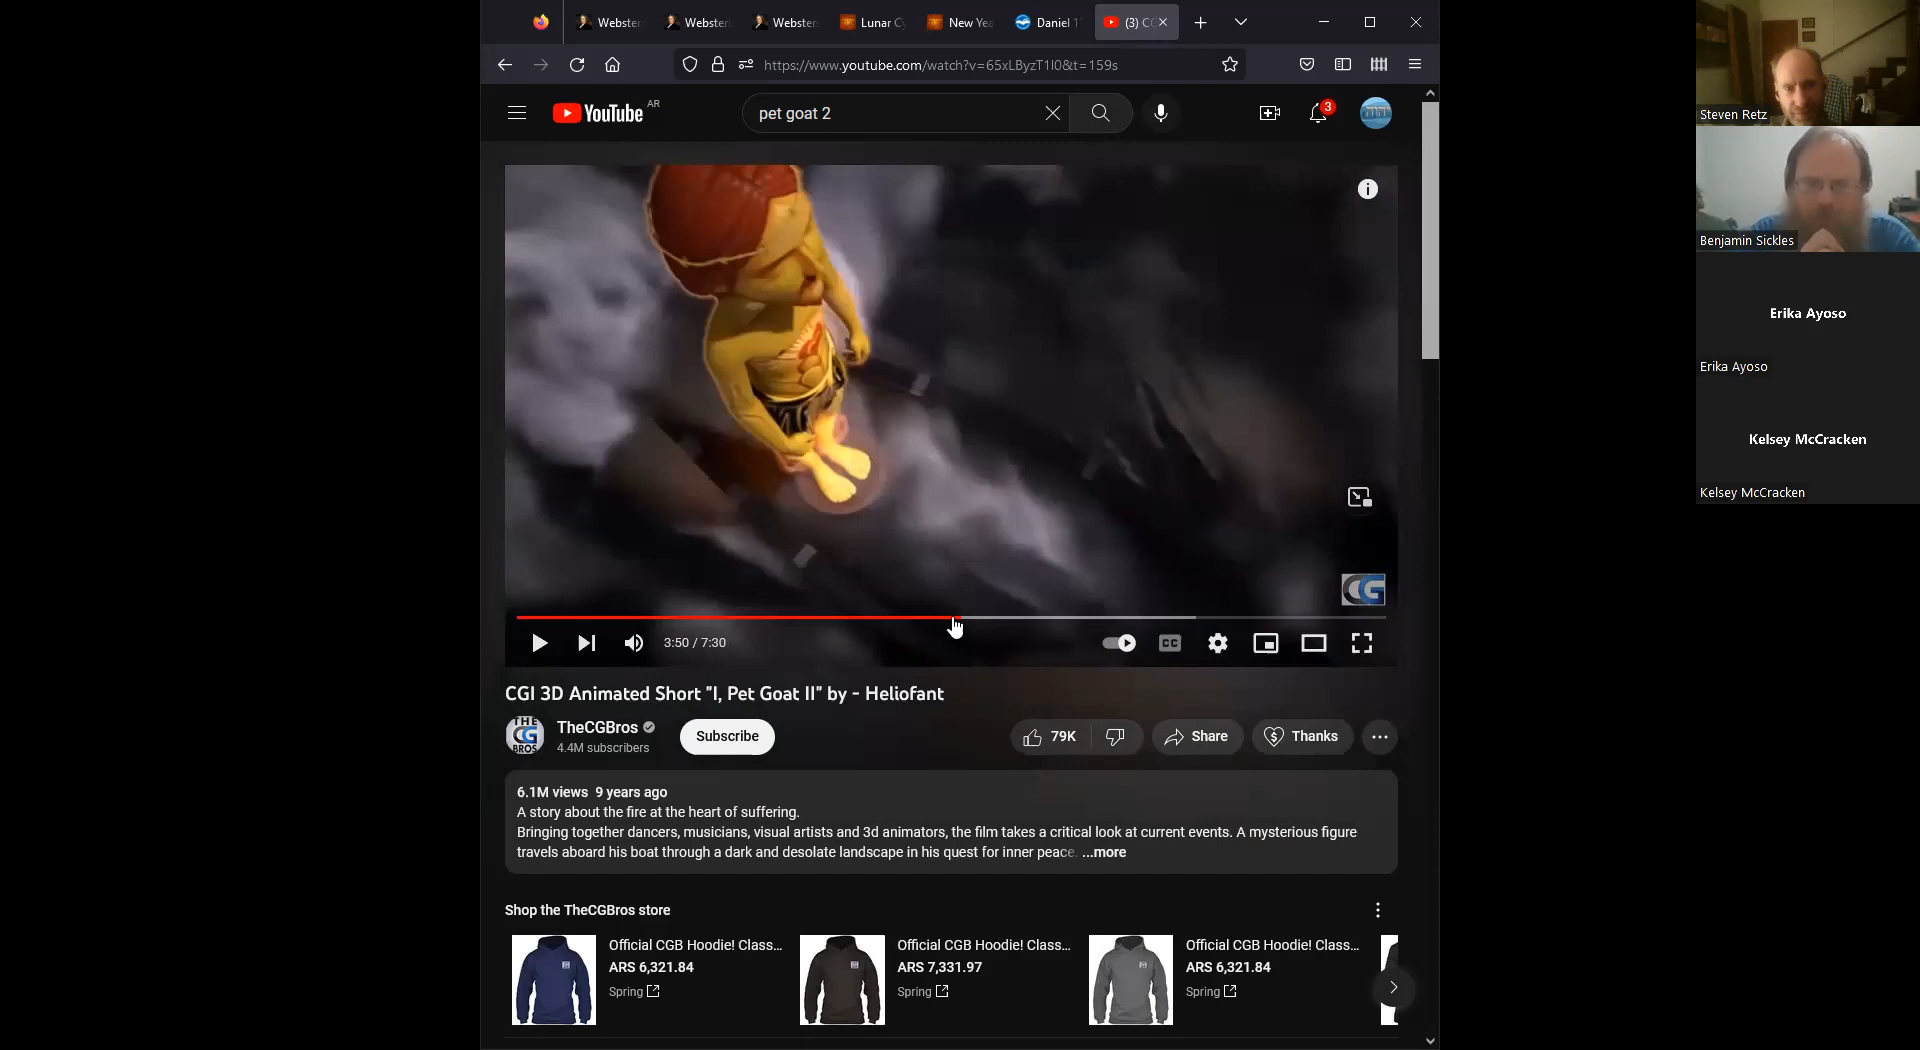 Webster
Webster
Webster
Lunar C
New Yea
Daniel 1
(3) CC
https://www.youtube.com/watch?v=65xLByzT1I0&t=159s
YouTube AR
pet goat 2
3
CG
3:50 / 7:30
CC
CGI 3D Animated Short "I, Pet Goat II" by - Heliofant
THE CG BROS
TheCGBros
4.4M subscribers
Subscribe
79K
Share
Thanks
6.1M views 9 years ago
A story about the fire at the heart of suffering.
Bringing together dancers, musicians, visual artists and 3d animators, the film takes a critical look at current events. A mysterious figure
travels aboard his boat through a dark and desolate landscape in his quest for inner peace. ...more
Shop the TheCGBros store
Official CGB Hoodie! Class...
ARS 6,321.84
Spring
Official CGB Hoodie! Class...
ARS 7,331.97
Spring
Official CGB Hoodie! Class...
ARS 6,321.84
Spring
Steven Retz
Benjamin Sickles
Erika Ayoso
Erika Ayoso
Kelsey McCracken
Kelsey McCracken